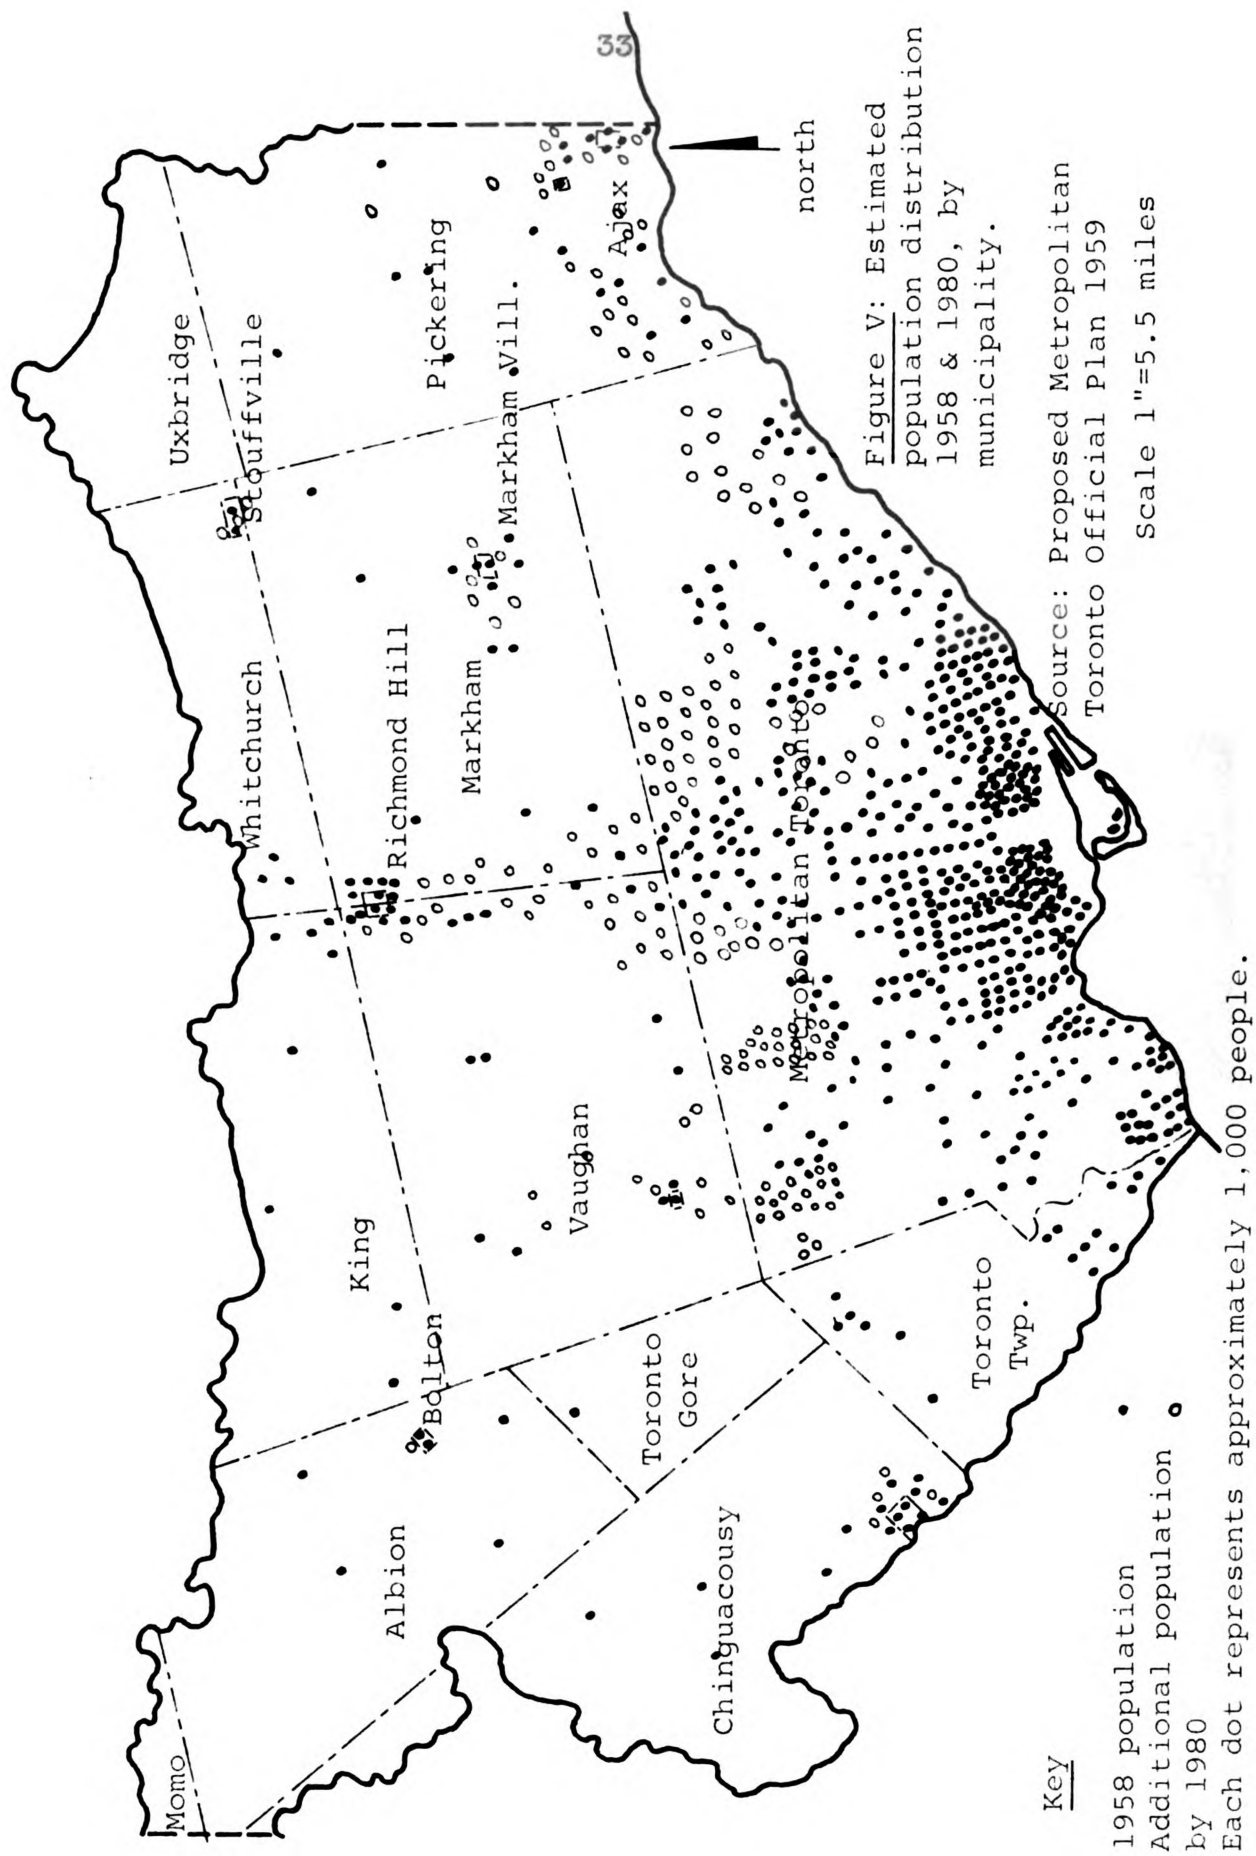 33
north
Figure V: Estimated
population distribution
1958 & 1980, by
municipality.
Source: Proposed Metropolitan
Toronto Official Plan 1959
Scale 1"=5.5 miles
Uxbridge
Stouffville
Pickering
Ajax
Markham Vill.
Whitchurch
Richmond Hill
Markham
Metropolitan Toronto
King
Vaughan
Bolton
Toronto
Gore
Toronto
Twp.
Albion
Chinguacousy
Momo
Key
1958 population
Additional population
by 1980
Each dot represents approximately 1,000 people.